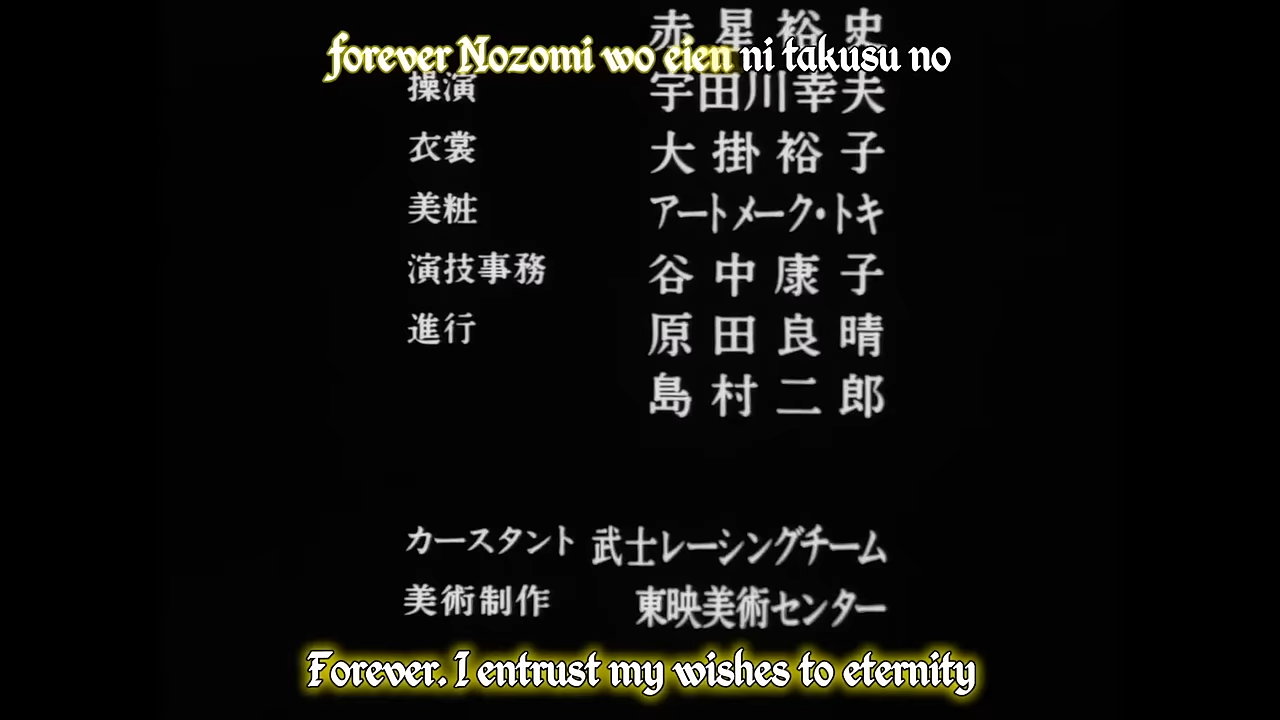 赤星裕史
forever Nozomi wo eien ni takusu no
操演 宇田川幸夫
衣裳 大掛裕子
美粧 アートメーク・トキ
演技事務 谷中康子
進行 原田良晴
島村二郎
カースタント 武士レーシングチーム
美術制作 東映美術センター
Forever. I entrust my wishes to eternity